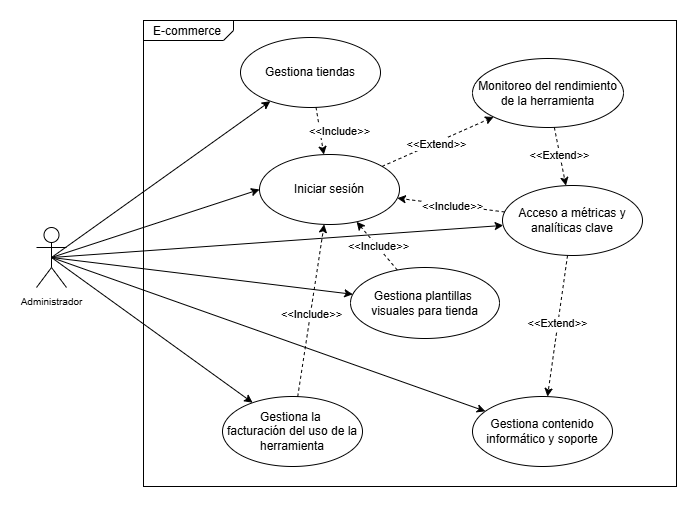 E-commerce
Gestiona tiendas
Monitoreo del rendimiento
de la herramienta
<<Include>>
<<Extend>>
<<Extend>>
Iniciar sesión
<<Include>>
Acceso a métricas y
analíticas clave
<<Include>>
Administrador
Gestiona plantillas
visuales para tienda
<<Include>>
<<Extend>>
Gestiona la
facturación del uso de la
herramienta
Gestiona contenido
informático y soporte